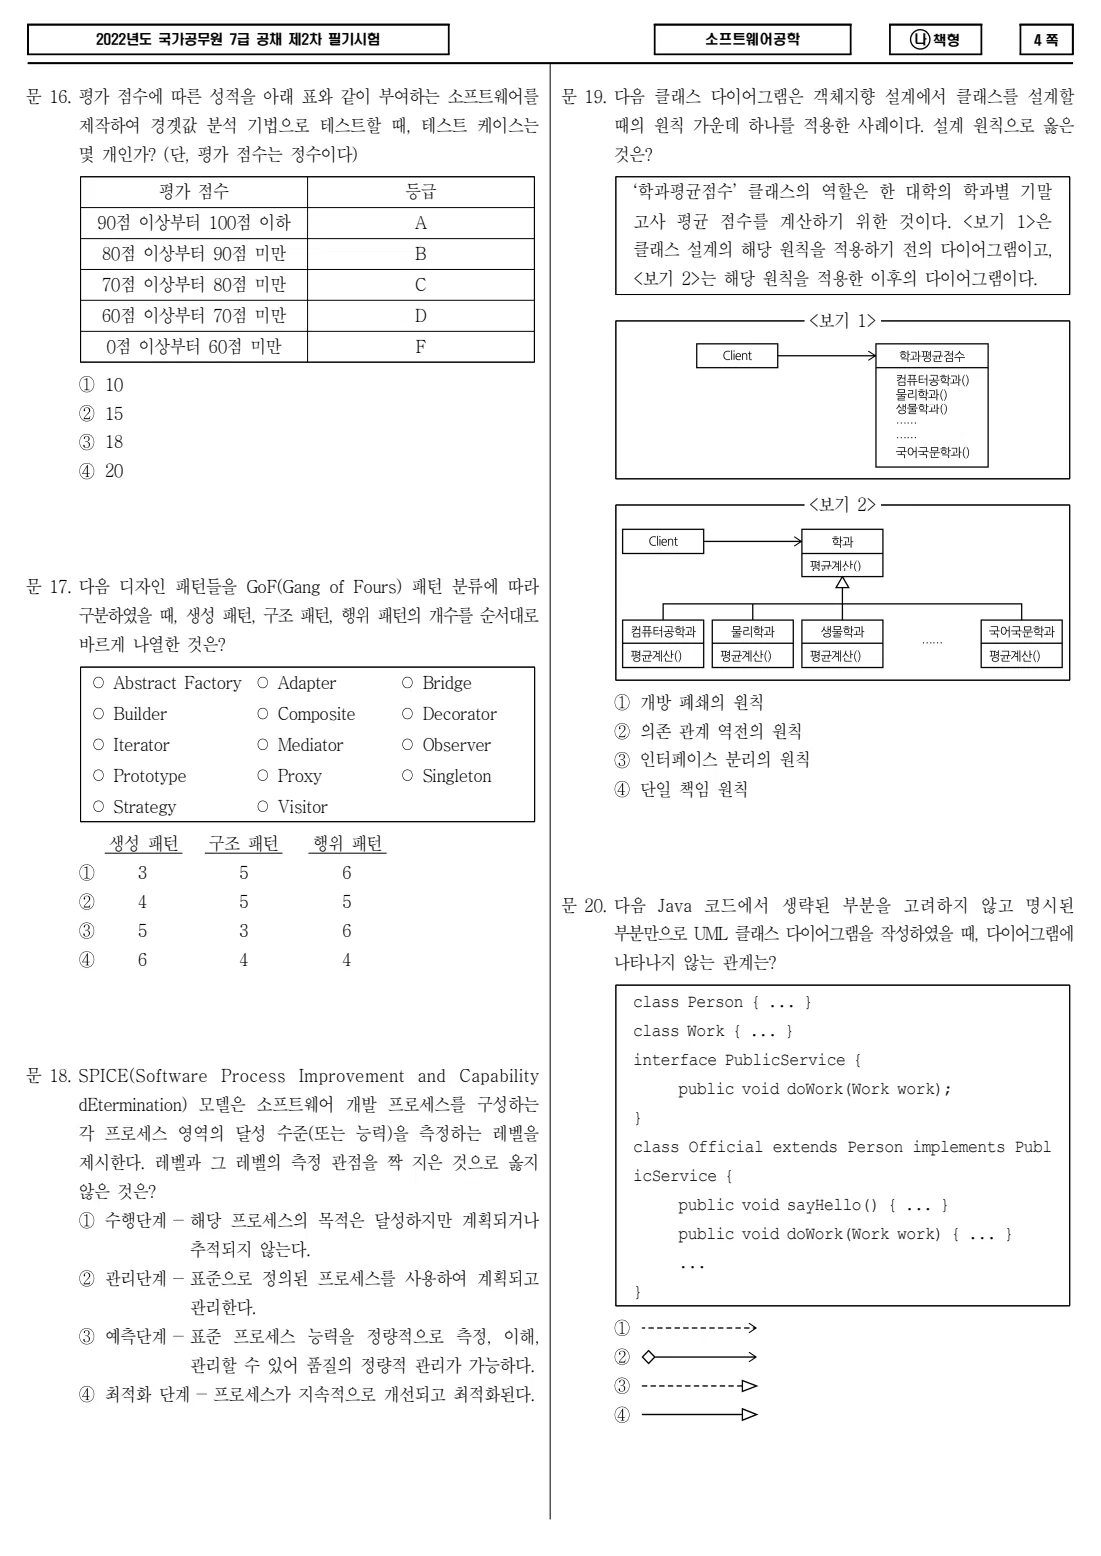 2022년도 국가공무원 7급 공채 제2차 필기시험
소프트웨어공학
㉯ 책형
4 쪽
문 16. 평가 점수에 따른 성적을 아래 표와 같이 부여하는 소프트웨어를
제작하여 경곗값 분석 기법으로 테스트할 때, 테스트 케이스는
몇 개인가? (단, 평가 점수는 정수이다)
평가 점수 등급
90점 이상부터 100점 이하 A
80점 이상부터 90점 미만 B
70점 이상부터 80점 미만 C
60점 이상부터 70점 미만 D
0점 이상부터 60점 미만 F
① 10
② 15
③ 18
④ 20
문 17. 다음 디자인 패턴들을 GoF(Gang of Fours) 패턴 분류에 따라
구분하였을 때, 생성 패턴, 구조 패턴, 행위 패턴의 개수를 순서대로
바르게 나열한 것은?
○ Abstract Factory ○ Adapter ○ Bridge
○ Builder ○ Composite ○ Decorator
○ Iterator ○ Mediator ○ Observer
○ Prototype ○ Proxy ○ Singleton
○ Strategy ○ Visitor
생성 패턴 구조 패턴 행위 패턴
① 3 5 6
② 4 5 5
③ 5 3 6
④ 6 4 4
문 18. SPICE(Software Process Improvement and Capability
dEtermination) 모델은 소프트웨어 개발 프로세스를 구성하는
각 프로세스 영역의 달성 수준(또는 능력)을 측정하는 레벨을
제시한다. 레벨과 그 레벨의 측정 관점을 짝 지은 것으로 옳지
않은 것은?
① 수행단계 – 해당 프로세스의 목적은 달성하지만 계획되거나
추적되지 않는다.
② 관리단계 – 표준으로 정의된 프로세스를 사용하여 계획되고
관리한다.
③ 예측단계 – 표준 프로세스 능력을 정량적으로 측정, 이해,
관리할 수 있어 품질의 정량적 관리가 가능하다.
④ 최적화 단계 – 프로세스가 지속적으로 개선되고 최적화된다.
문 19. 다음 클래스 다이어그램은 객체지향 설계에서 클래스를 설계할
때의 원칙 가운데 하나를 적용한 사례이다. 설계 원칙으로 옳은
것은?
‘학과평균점수’ 클래스의 역할은 한 대학의 학과별 기말
고사 평균 점수를 계산하기 위한 것이다. <보기 1>은
클래스 설계의 해당 원칙을 적용하기 전의 다이어그램이고,
<보기 2>는 해당 원칙을 적용한 이후의 다이어그램이다.
<보기 1>
Client 학과평균점수
컴퓨터공학과()
물리학과()
생물학과()
……
……
국어국문학과()
<보기 2>
Client 학과
평균계산()
컴퓨터공학과 물리학과 생물학과 …… 국어국문학과
평균계산() 평균계산() 평균계산() 평균계산()
① 개방 폐쇄의 원칙
② 의존 관계 역전의 원칙
③ 인터페이스 분리의 원칙
④ 단일 책임 원칙
문 20. 다음 Java 코드에서 생략된 부분을 고려하지 않고 명시된
부분만으로 UML 클래스 다이어그램을 작성하였을 때, 다이어그램에
나타나지 않는 관계는?
class Person { ... }
class Work { ... }
interface PublicService {
public void doWork(Work work);
}
class Official extends Person implements Publ
icService {
public void sayHello() { ... }
public void doWork(Work work) { ... }
...
}
①
②
③
④